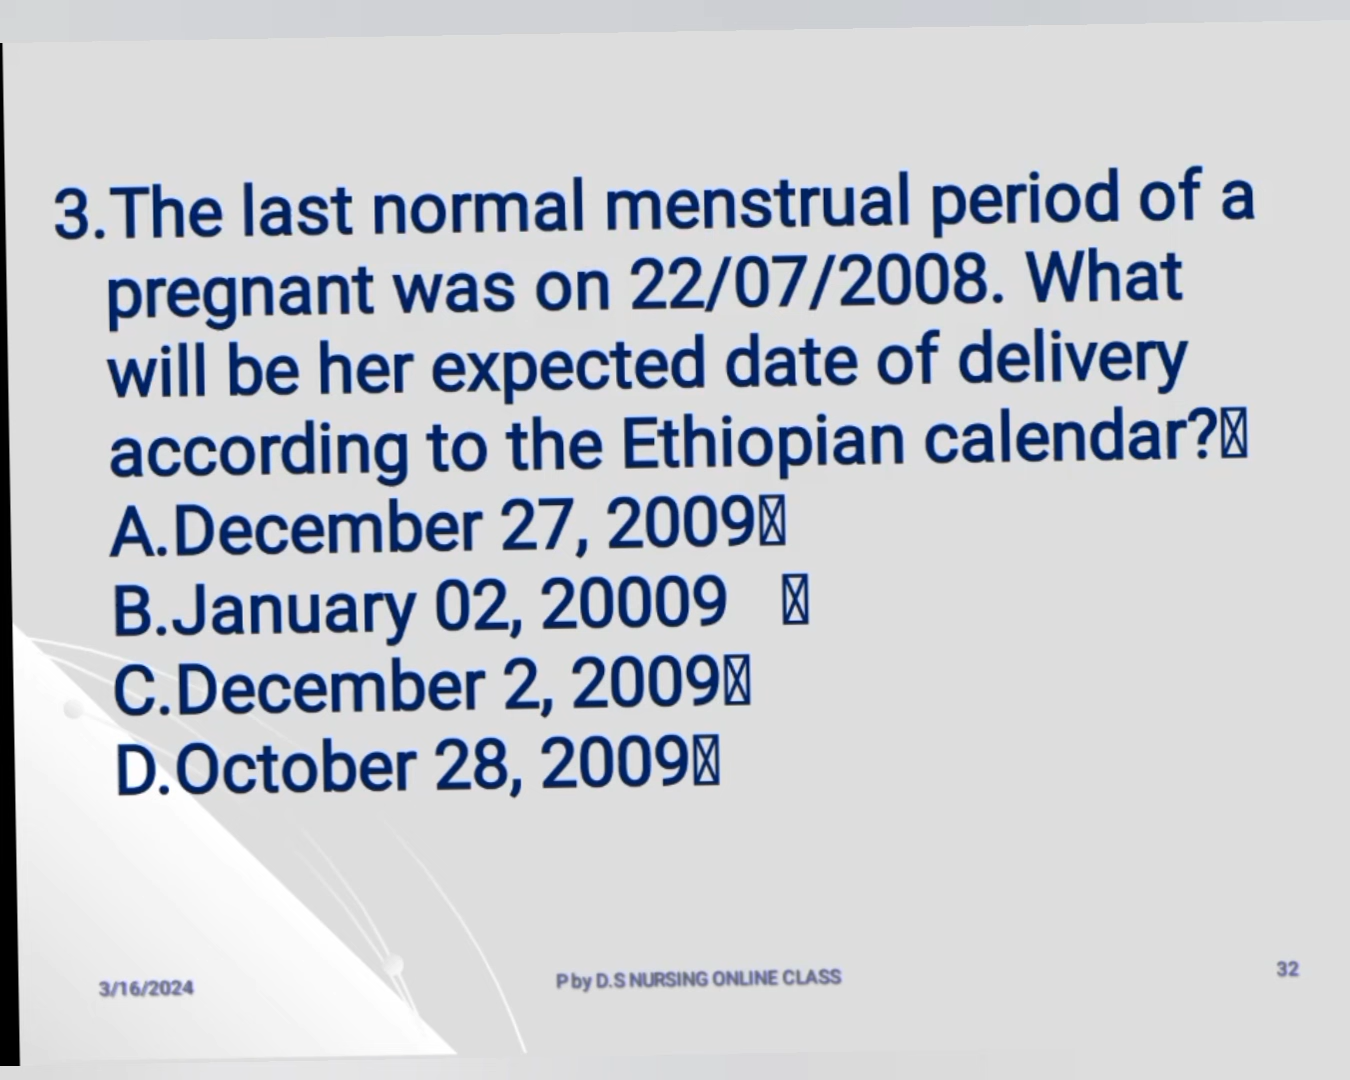 3.The last normal menstrual period of a
pregnant was on 22/07/2008. What
will be her expected date of delivery
according to the Ethiopian calendar?
A.December 27, 2009
B.January 02, 20009
C.December 2, 2009
D.October 28, 2009
3/16/2024
P by D.S NURSING ONLINE CLASS
32